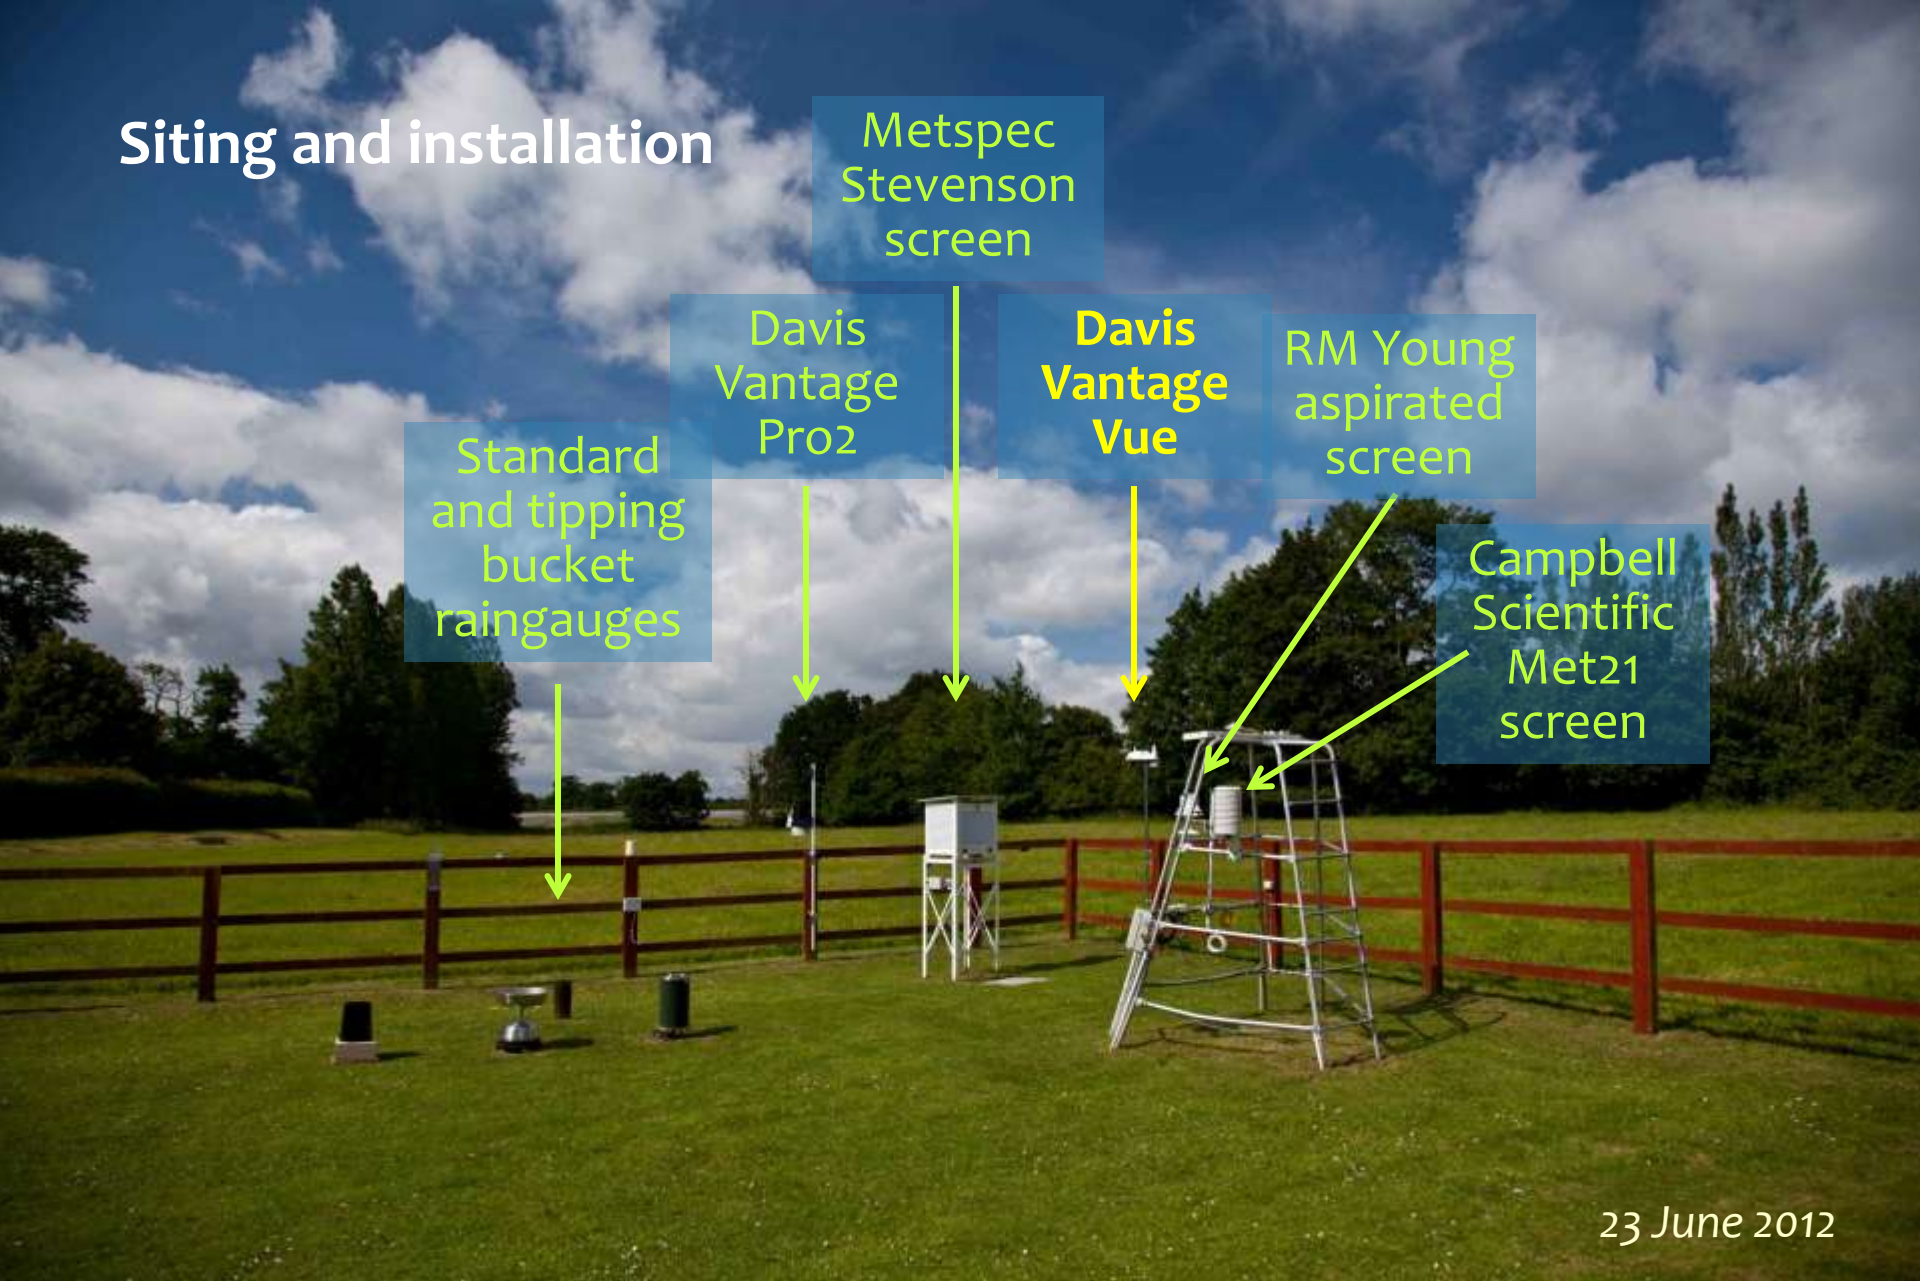 Siting and installation
Metspec
Stevenson
screen
Davis
Vantage
Pro2
Davis
Vantage
Vue
RM Young
aspirated
screen
Standard
and tipping
bucket
raingauges
Campbell
Scientific
Met21
screen
23 June 2012